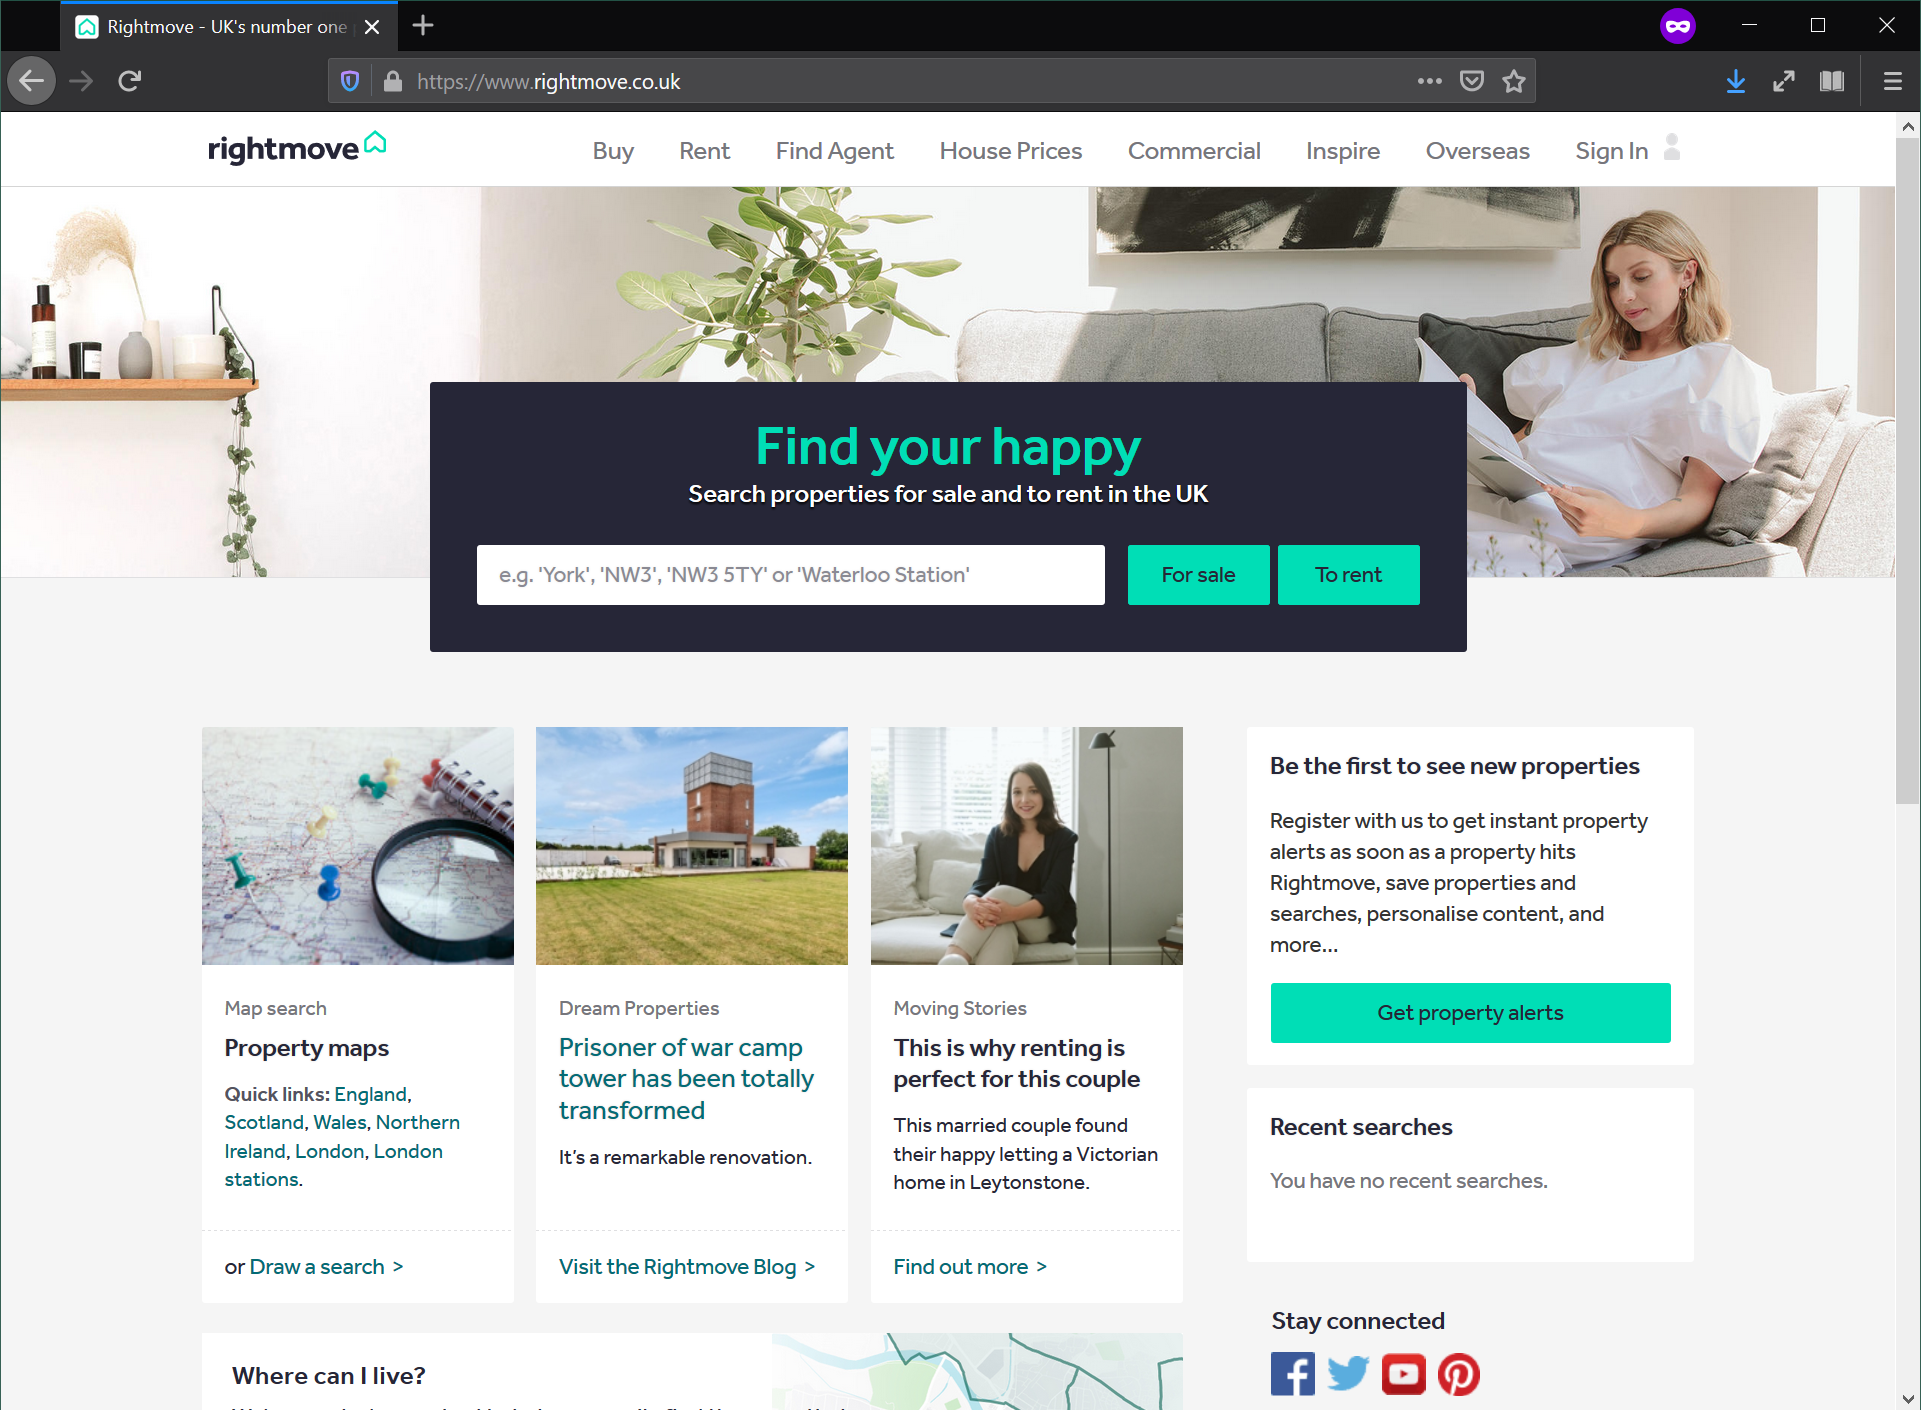 Rightmove - UK's number one
https://www.rightmove.co.uk
rightmove
Buy
Rent
Find Agent
House Prices
Commercial
Inspire
Overseas
Sign In
Find your happy
Search properties for sale and to rent in the UK
e.g. 'York', 'NW3', 'NW3 5TY' or 'Waterloo Station'
For sale
To rent
Map search
Property maps
Quick links: England,
Scotland, Wales, Northern
Ireland, London, London
stations.
or Draw a search >
Dream Properties
Prisoner of war camp
tower has been totally
transformed
It's a remarkable renovation.
Visit the Rightmove Blog >
Moving Stories
This is why renting is
perfect for this couple
This married couple found
their happy letting a Victorian
home in Leytonstone.
Find out more >
Be the first to see new properties
Register with us to get instant property
alerts as soon as a property hits
Rightmove, save properties and
searches, personalise content, and
more...
Get property alerts
Recent searches
You have no recent searches.
Stay connected
Where can I live?